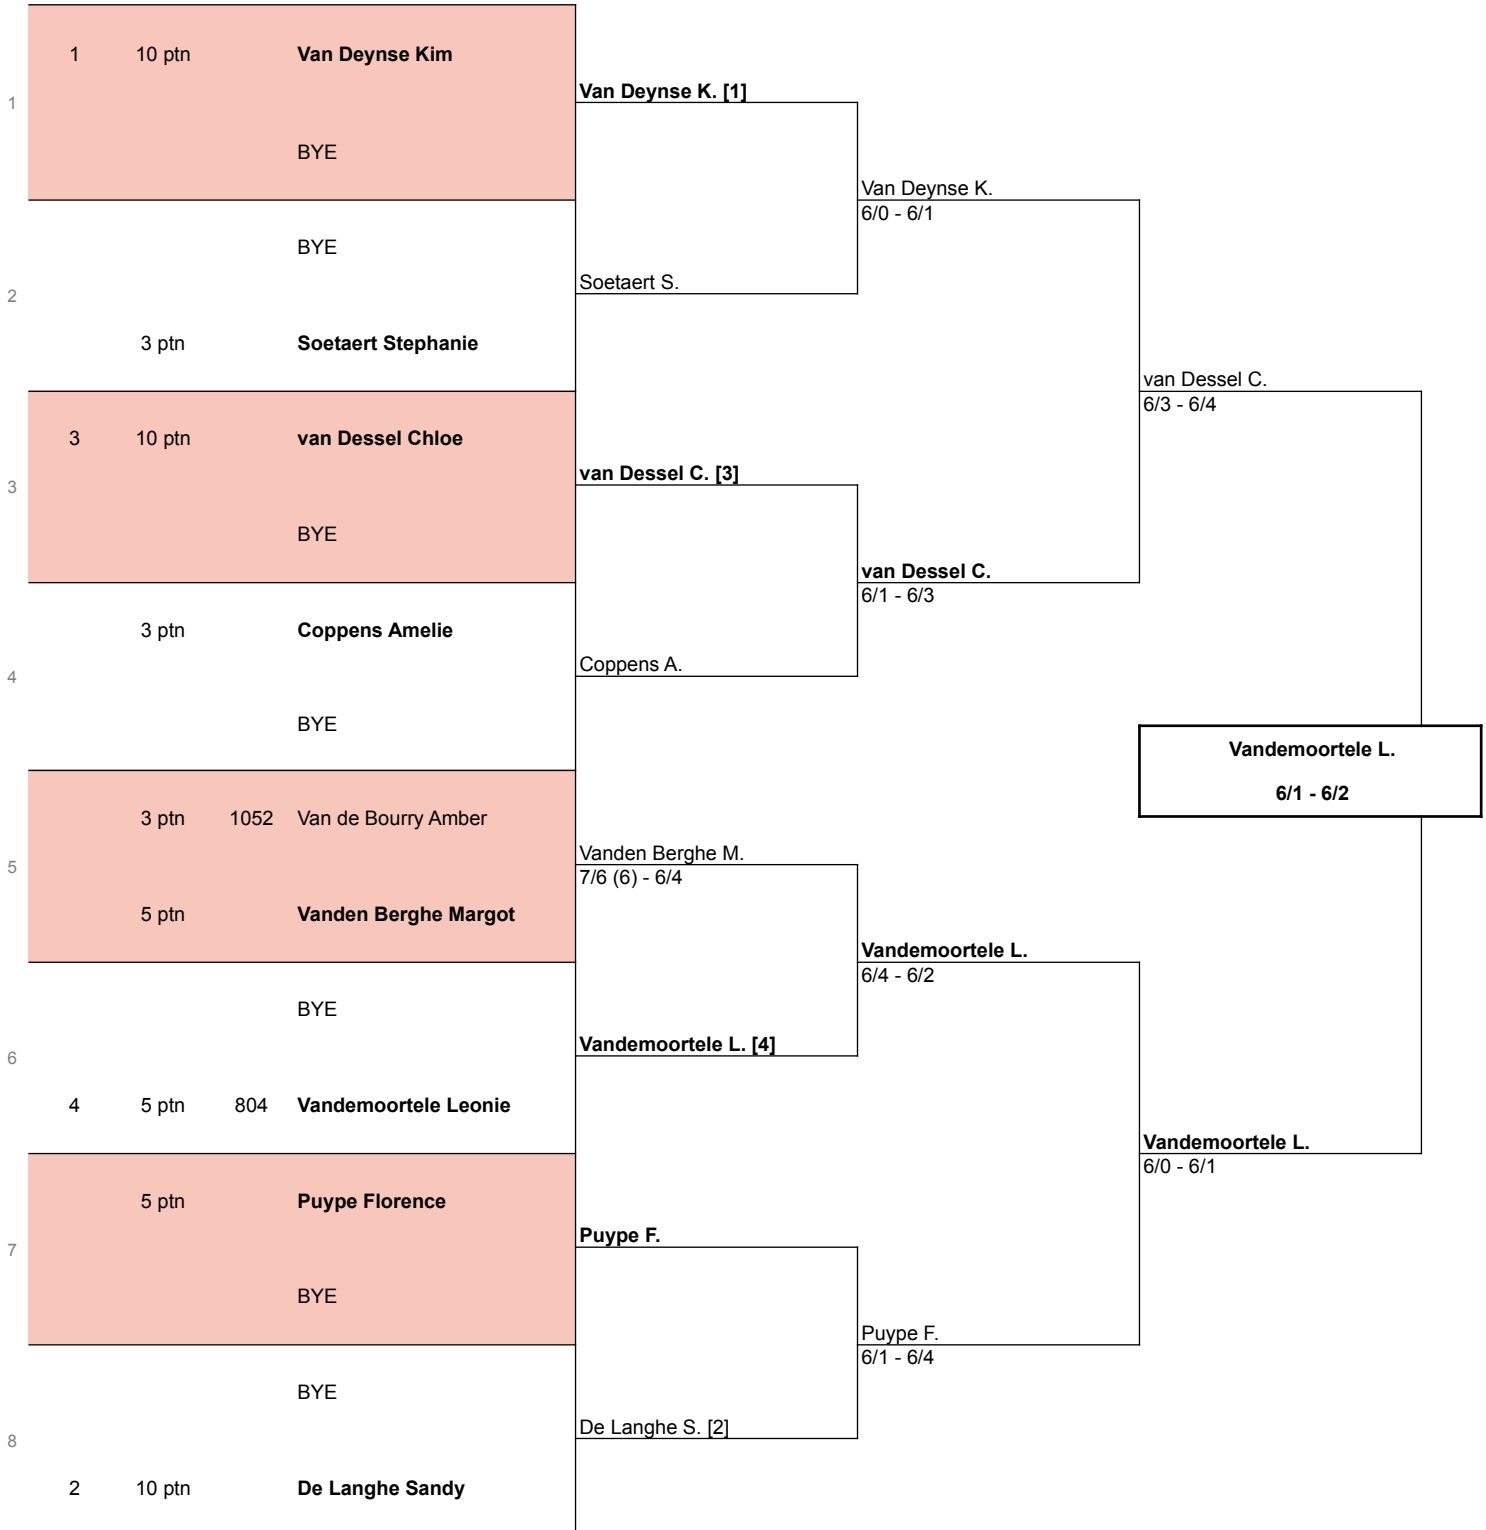 1 10 ptn Van Deynse Kim
Van Deynse K. [1]
1
BYE
Van Deynse K.
6/0 - 6/1
BYE
Soetaert S.
2
3 ptn Soetaert Stephanie
van Dessel C.
6/3 - 6/4
3 10 ptn van Dessel Chloe
van Dessel C. [3]
3
BYE
van Dessel C.
6/1 - 6/3
3 ptn Coppens Amelie
Coppens A.
4
BYE
Vandemoortele L.
6/1 - 6/2
3 ptn 1052 Van de Bourry Amber
Vanden Berghe M.
5
7/6 (6) - 6/4
5 ptn Vanden Berghe Margot
Vandemoortele L.
6/4 - 6/2
BYE
Vandemoortele L. [4]
6
4 5 ptn 804 Vandemoortele Leonie
Vandemoortele L.
6/0 - 6/1
5 ptn Puype Florence
Puype F.
7
BYE
Puype F.
6/1 - 6/4
BYE
De Langhe S. [2]
8
2 10 ptn De Langhe Sandy